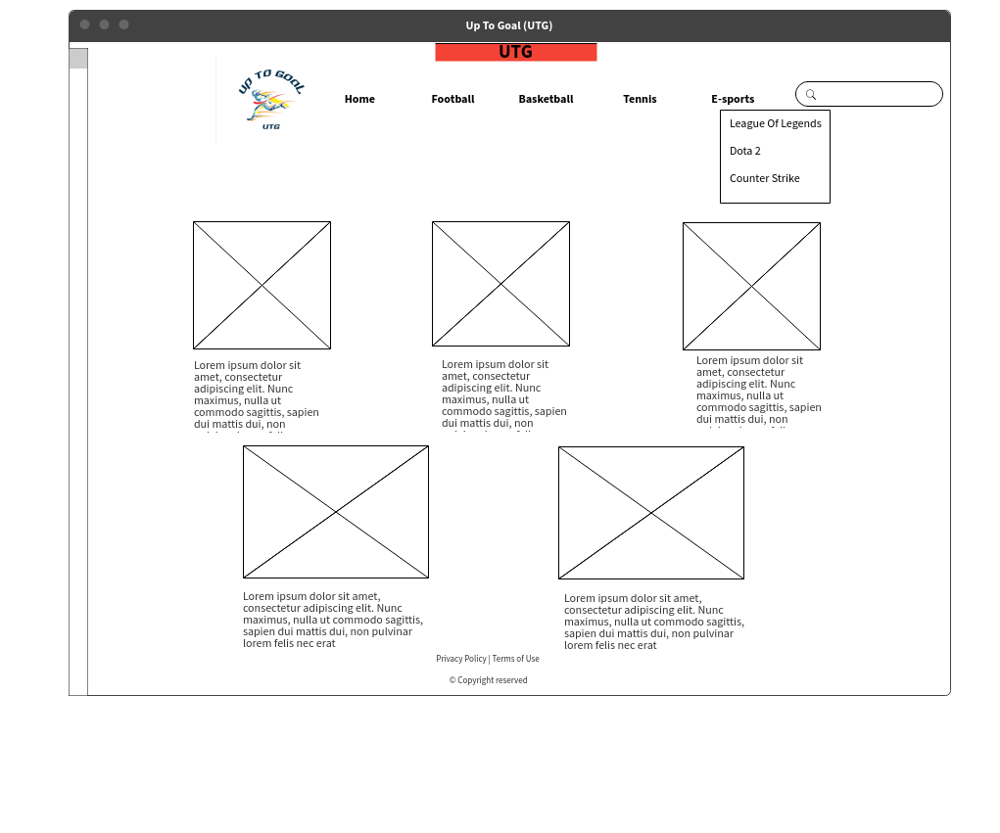 Up To Goal (UTG)
UTG
UP TO GOAL
UTG
Home Football Basketball Tennis E-sports
League Of Legends
Dota 2
Counter Strike
Lorem ipsum dolor sit
amet, consectetur
adipiscing elit. Nunc
maximus, nulla ut
commodo sagittis, sapien
dui mattis dui, non
Lorem ipsum dolor sit
amet, consectetur
adipiscing elit. Nunc
maximus, nulla ut
commodo sagittis, sapien
dui mattis dui, non
Lorem ipsum dolor sit
amet, consectetur
adipiscing elit. Nunc
maximus, nulla ut
commodo sagittis, sapien
dui mattis dui, non
Lorem ipsum dolor sit amet,
consectetur adipiscing elit. Nunc
maximus, nulla ut commodo sagittis,
sapien dui mattis dui, non pulvinar
lorem felis nec erat
Lorem ipsum dolor sit amet,
consectetur adipiscing elit. Nunc
maximus, nulla ut commodo sagittis,
sapien dui mattis dui, non pulvinar
lorem felis nec erat
Privacy Policy | Terms of Use
© Copyright reserved